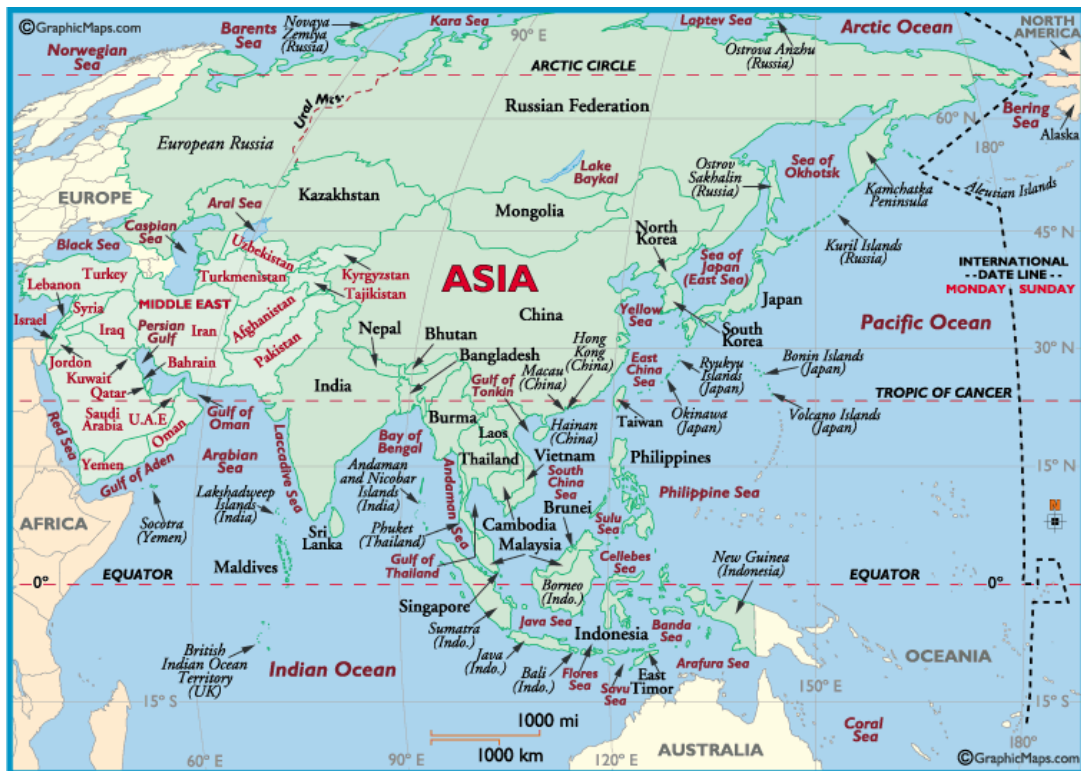 ©GraphicMaps.com
Norwegian
Sea
Barents
Sea
Novaya
Zemlya
(Russia)
Kara Sea
90° E
Laptev Sea
Ostrova Anzhu
(Russia)
Arctic Ocean
NORTH
AMERICA
ARCTIC CIRCLE
Ural Mts.
Russian Federation
European Russia
Bering
Sea
60° N
180°
Alaska
Aleutian Islands
EUROPE
Kazakhstan
Lake
Baykal
Ostrov
Sakhalin
(Russia)
Sea of
Okhotsk
Kamchatka
Peninsula
Aral Sea
Caspian
Sea
Mongolia
North
Korea
Kuril Islands
(Russia)
45° N
Black Sea
Uzbekistan
Turkey
Turkmenistan
Kyrgyzstan
Tajikistan
ASIA
Sea of
Japan
(East Sea)
INTERNATIONAL
--DATE LINE--
MONDAY SUNDAY
Lebanon
Syria
MIDDLE EAST
Israel
Iraq
Persian
Gulf
Iran
Afghanistan
Pakistan
Nepal
Bhutan
China
Yellow
Sea
Japan
South
Korea
Pacific Ocean
Jordon
Kuwait
Bahrain
Qatar
Bangladesh
Hong
Kong
(China)
Macau
(China)
East
China
Sea
Ryukyu
Islands
(Japan)
Bonin Islands
(Japan)
30° N
India
Gulf of
Tonkin
TROPIC OF CANCER
Saudi
Arabia
U.A.E
Oman
Gulf of
Oman
Burma
Laos
Hainan
(China)
Taiwan
Okinawa
(Japan)
Volcano Islands
(Japan)
Red Sea
Yemen
Gulf of Aden
Arabian
Sea
Laccadive Sea
Bay of
Bengal
Andaman
and Nicobar
Islands
(India)
Andaman Sea
Thailand
Vietnam
South
China
Sea
Philippines
15° N
Philippine Sea
AFRICA
Socotra
(Yemen)
Lakshadweep
Islands
(India)
Sri
Lanka
Phuket
(Thailand)
Cambodia
Brunei
Sulu
Sea
Maldives
Gulf of
Thailand
Malaysia
Cellebes
Sea
New Guinea
(Indonesia)
0°
EQUATOR
Borneo
(Indo.)
EQUATOR
0°
Singapore
Sumatra
(Indo.)
Java Sea
Indonesia
Banda
Sea
British
Indian Ocean
Territory
(UK)
Indian Ocean
Java
(Indo.)
Bali
(Indo.)
Flores
Sea
Savu
Sea
East
Timor
Arafura Sea
OCEANIA
15° S
1000 mi
1000 km
150° E
15° S
Coral
Sea
60° E
90° E
120° E
AUSTRALIA
180°
©GraphicMaps.com